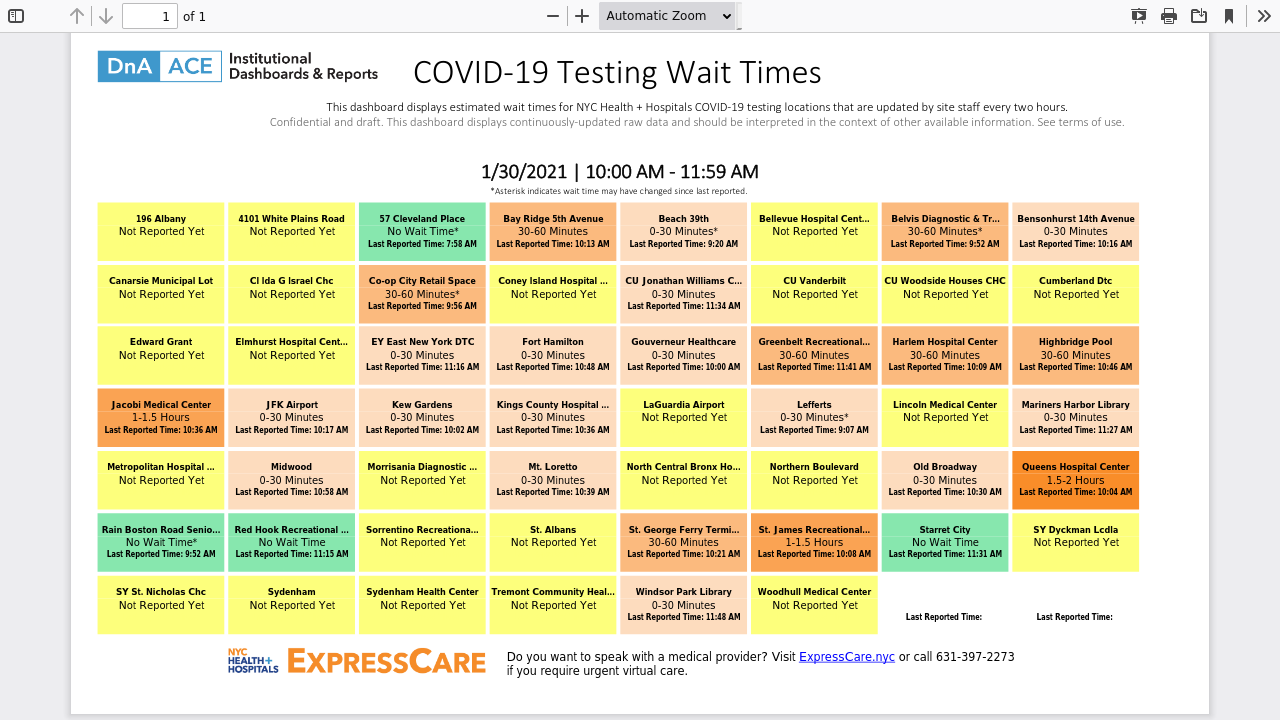 1 of 1 Automatic Zoom
DnA ACE Institutional Dashboards & Reports
COVID-19 Testing Wait Times
This dashboard displays estimated wait times for NYC Health + Hospitals COVID-19 testing locations that are updated by site staff every two hours.
Confidential and draft. This dashboard displays continuously-updated raw data and should be interpreted in the context of other available information. See terms of use.
1/30/2021 | 10:00 AM - 11:59 AM
*Asterisk indicates wait time may have changed since last reported.
196 Albany
Not Reported Yet
4101 White Plains Road
Not Reported Yet
57 Cleveland Place
No Wait Time*
Last Reported Time: 7:58 AM
Bay Ridge 5th Avenue
30-60 Minutes
Last Reported Time: 10:13 AM
Beach 39th
0-30 Minutes*
Last Reported Time: 9:20 AM
Bellevue Hospital Cent...
Not Reported Yet
Belvis Diagnostic & Tr...
30-60 Minutes*
Last Reported Time: 9:52 AM
Bensonhurst 14th Avenue
0-30 Minutes
Last Reported Time: 10:16 AM
Canarsie Municipal Lot
Not Reported Yet
CI Ida G Israel Chc
Not Reported Yet
Co-op City Retail Space
30-60 Minutes*
Last Reported Time: 9:56 AM
Coney Island Hospital ...
Not Reported Yet
CU Jonathan Williams C...
0-30 Minutes
Last Reported Time: 11:34 AM
CU Vanderbilt
Not Reported Yet
CU Woodside Houses CHC
Not Reported Yet
Cumberland Dtc
Not Reported Yet
Edward Grant
Not Reported Yet
Elmhurst Hospital Cent...
Not Reported Yet
EY East New York DTC
0-30 Minutes
Last Reported Time: 11:16 AM
Fort Hamilton
0-30 Minutes
Last Reported Time: 10:48 AM
Gouverneur Healthcare
0-30 Minutes
Last Reported Time: 10:00 AM
Greenbelt Recreational...
30-60 Minutes
Last Reported Time: 11:41 AM
Harlem Hospital Center
30-60 Minutes
Last Reported Time: 10:09 AM
Highbridge Pool
30-60 Minutes
Last Reported Time: 10:46 AM
Jacobi Medical Center
1-1.5 Hours
Last Reported Time: 10:36 AM
JFK Airport
0-30 Minutes
Last Reported Time: 10:17 AM
Kew Gardens
0-30 Minutes
Last Reported Time: 10:02 AM
Kings County Hospital ...
0-30 Minutes
Last Reported Time: 10:36 AM
LaGuardia Airport
Not Reported Yet
Lefferts
0-30 Minutes*
Last Reported Time: 9:07 AM
Lincoln Medical Center
Not Reported Yet
Mariners Harbor Library
0-30 Minutes
Last Reported Time: 11:27 AM
Metropolitan Hospital ...
Not Reported Yet
Midwood
0-30 Minutes
Last Reported Time: 10:58 AM
Morrisania Diagnostic ...
Not Reported Yet
Mt. Loretto
0-30 Minutes
Last Reported Time: 10:39 AM
North Central Bronx Ho...
Not Reported Yet
Northern Boulevard
Not Reported Yet
Old Broadway
0-30 Minutes
Last Reported Time: 10:30 AM
Queens Hospital Center
1.5-2 Hours
Last Reported Time: 10:04 AM
Rain Boston Road Senio...
No Wait Time*
Last Reported Time: 9:52 AM
Red Hook Recreational ...
No Wait Time
Last Reported Time: 11:15 AM
Sorrentino Recreationa...
Not Reported Yet
St. Albans
Not Reported Yet
St. George Ferry Termi...
30-60 Minutes
Last Reported Time: 10:21 AM
St. James Recreational...
1-1.5 Hours
Last Reported Time: 10:08 AM
Starret City
No Wait Time
Last Reported Time: 11:31 AM
SY Dyckman Lcdla
Not Reported Yet
SY St. Nicholas Chc
Not Reported Yet
Sydenham
Not Reported Yet
Sydenham Health Center
Not Reported Yet
Tremont Community Heal...
Not Reported Yet
Windsor Park Library
0-30 Minutes
Last Reported Time: 11:48 AM
Woodhull Medical Center
Not Reported Yet
Last Reported Time:
Last Reported Time:
NYC HEALTH+ HOSPITALS
EXPRESSCARE
Do you want to speak with a medical provider? Visit ExpressCare.nyc or call 631-397-2273
if you require urgent virtual care.